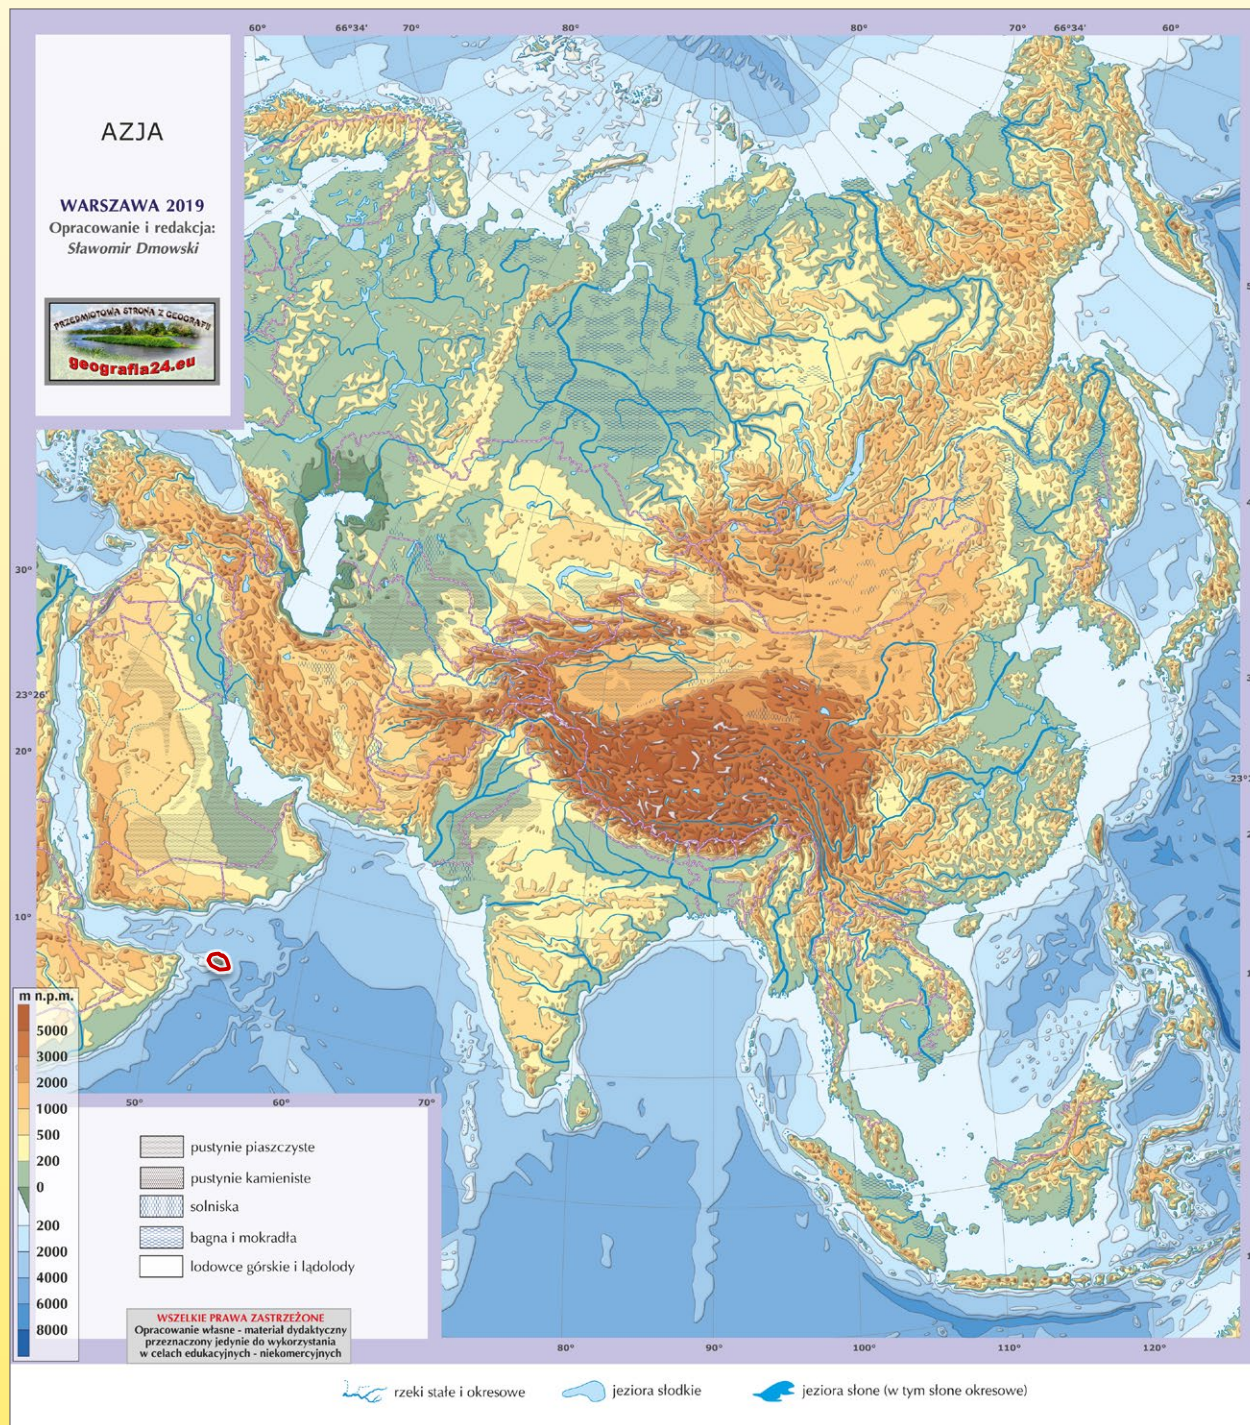 60° 66°34' 70° 80° 80° 70° 66°34' 60°
AZJA
WARSZAWA 2019
Opracowanie i redakcja:
Sławomir Dmowski
PRZEDMIOTOWA STRONA Z GEOGRAFII
geografia24.eu
30°
23°26'
20°
10°
m n.p.m.
5000
3000
2000
1000
500
200
0
200
2000
4000
6000
8000
50° 60° 70°
pustynie piaszczyste
pustynie kamieniste
solniska
bagna i mokradła
lodowce górskie i lądolody
WSZELKIE PRAWA ZASTRZEŻONE
Opracowanie własne - materiał dydaktyczny
przeznaczony jedynie do wykorzystania
w celach edukacyjnych - niekomercyjnych
80° 90° 100° 110° 120°
rzeki stałe i okresowe jeziora słodkie jeziora słone (w tym słone okresowe)